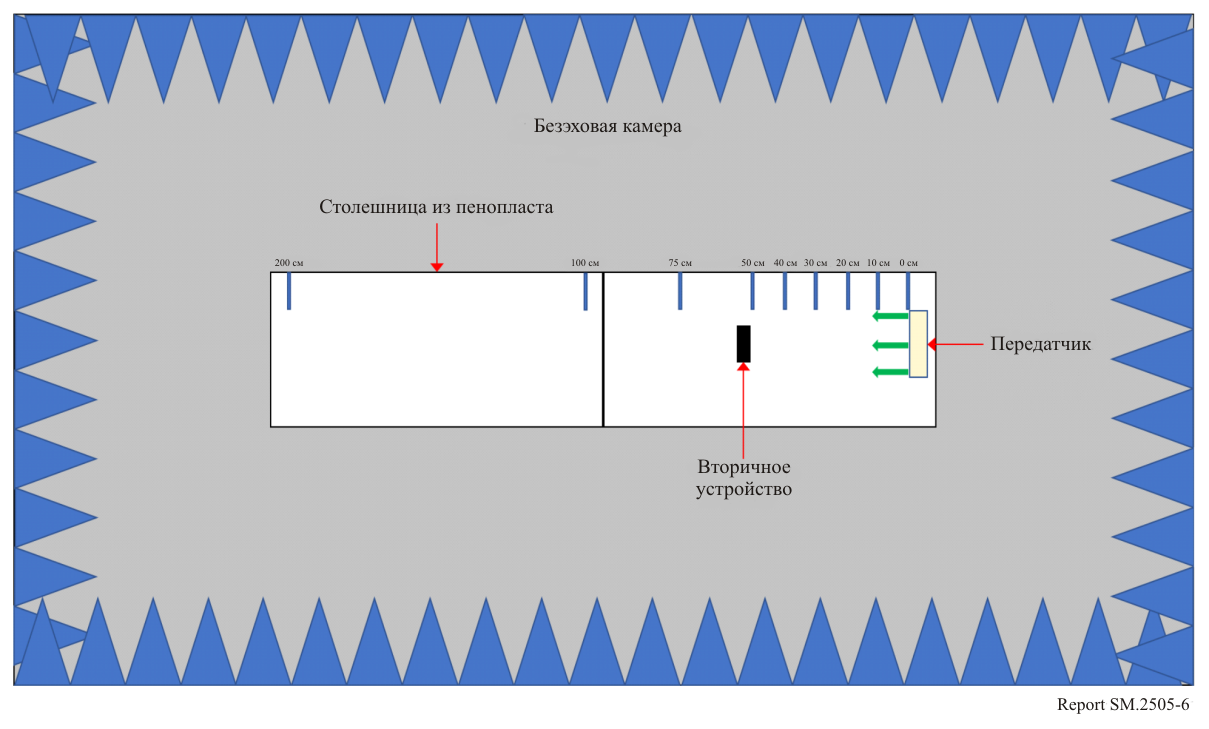 Безэховая камера
Столешница из пенопласта
200 см
100 см
75 см
50 см
40 см
30 см
20 см
10 см
0 см
Передатчик
Вторичное
устройство
Report SM.2505-6